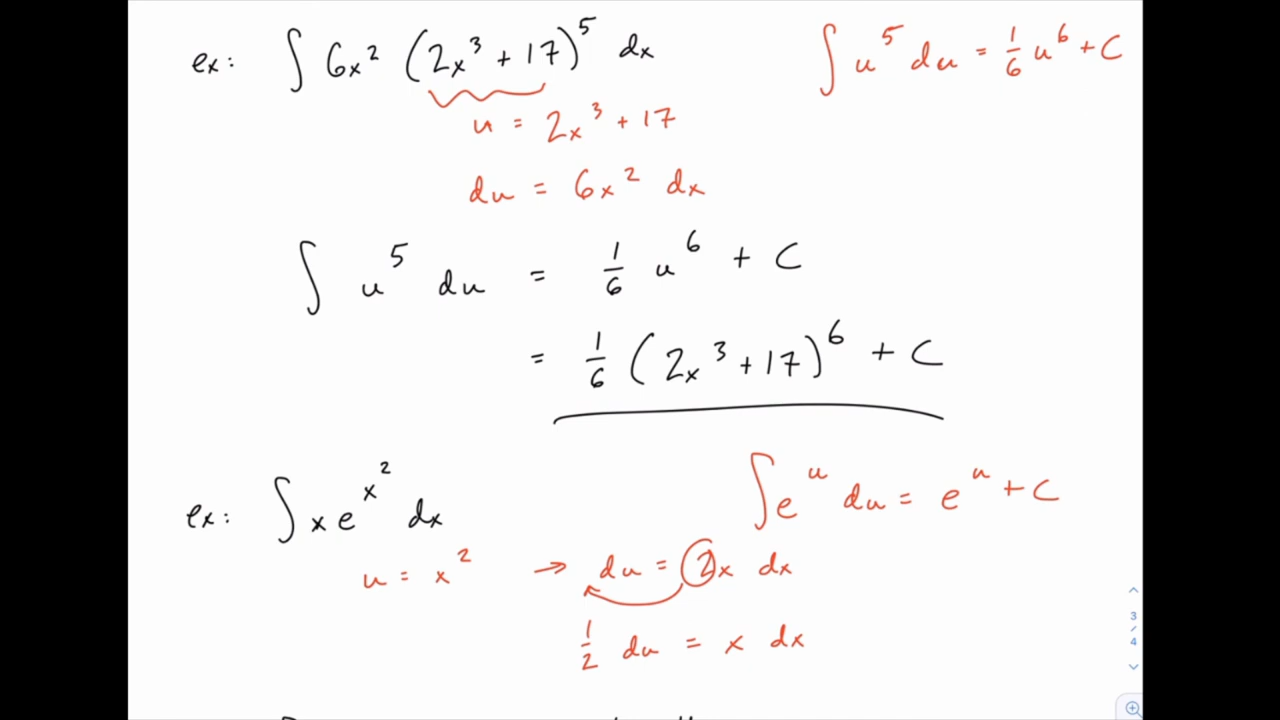 ex: ∫ 6x² (2x³ + 17)⁵ dx
∫ u⁵ du = 1/6 u⁶ + C
u = 2x³ + 17
du = 6x² dx
∫ u⁵ du = 1/6 u⁶ + C
= 1/6 (2x³ + 17)⁶ + C
ex: ∫ x e^x² dx
∫ e^u du = e^u + C
u = x² → du = 2x dx
1/2 du = x dx
3
/
4